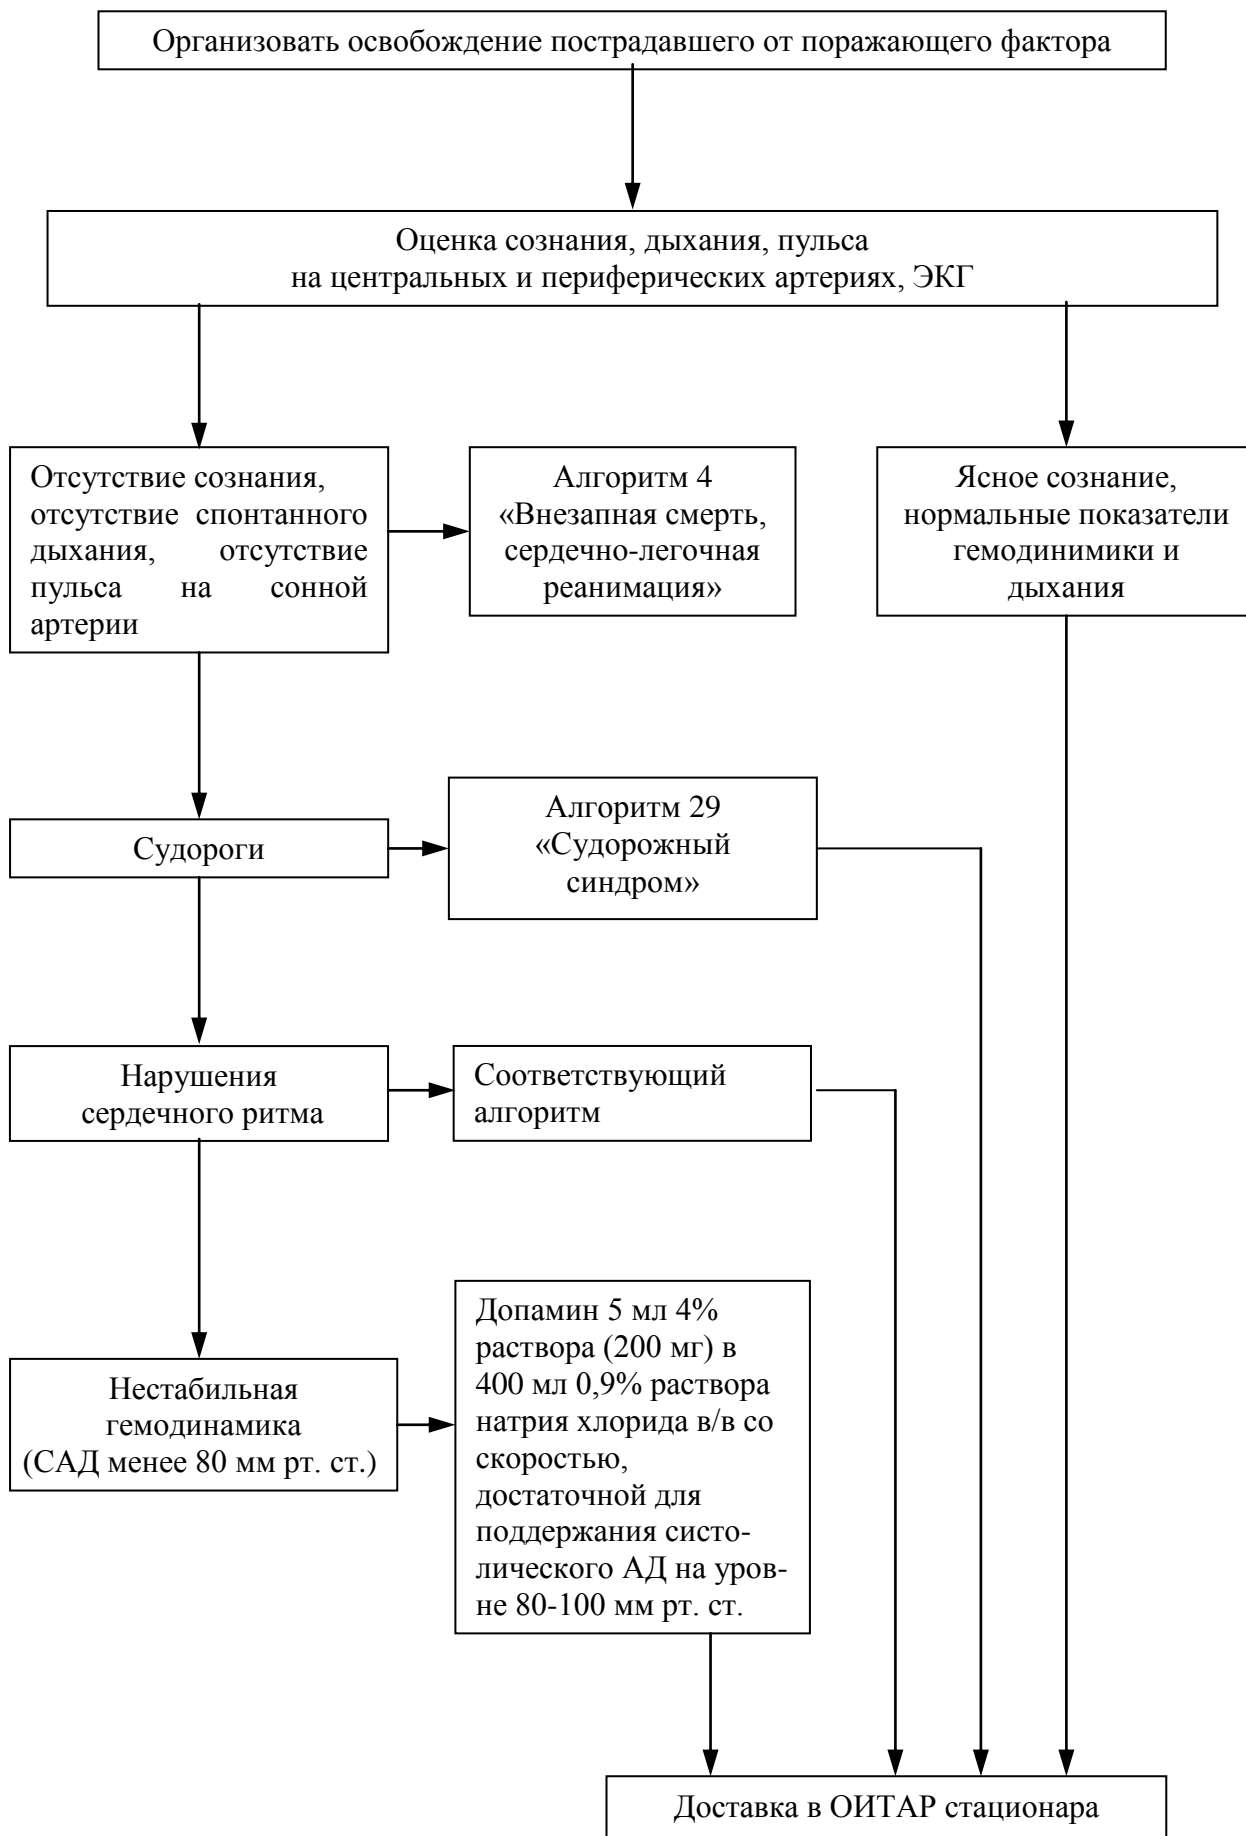 Организовать освобождение пострадавшего от поражающего фактора
Оценка сознания, дыхания, пульса
на центральных и периферических артериях, ЭКГ
Отсутствие сознания,
отсутствие спонтанного
дыхания, отсутствие
пульса на сонной
артерии
Алгоритм 4
«Внезапная смерть,
сердечно-легочная
реанимация»
Ясное сознание,
нормальные показатели
гемодинимики и
дыхания
Судороги
Алгоритм 29
«Судорожный
синдром»
Нарушения
сердечного ритма
Соответствующий
алгоритм
Нестабильная
гемодинамика
(САД менее 80 мм рт. ст.)
Допамин 5 мл 4%
раствора (200 мг) в
400 мл 0,9% раствора
натрия хлорида в/в со
скоростью,
достаточной для
поддержания систо-
лического АД на уров-
не 80-100 мм рт. ст.
Доставка в ОИТАР стационара